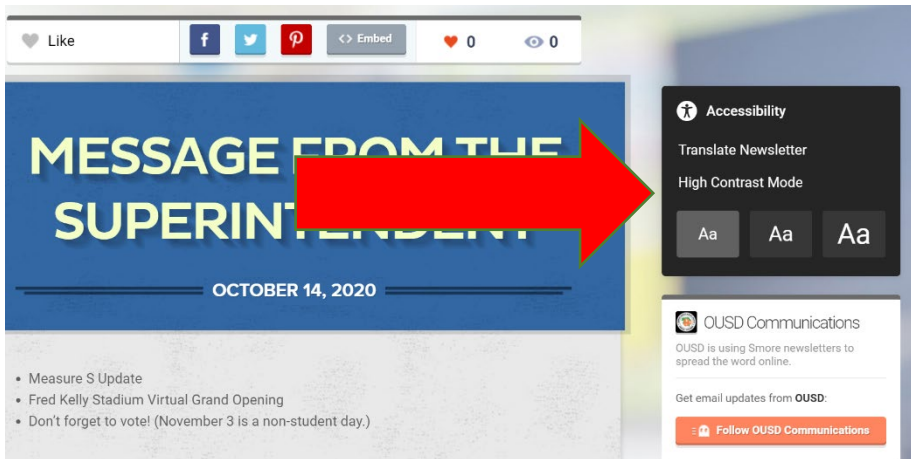 Like
f
<> Embed
0
0
MESSAGE FROM THE
SUPERINTENDENT
OCTOBER 14, 2020
• Measure S Update
• Fred Kelly Stadium Virtual Grand Opening
• Don't forget to vote! (November 3 is a non-student day.)
Accessibility
Translate Newsletter
High Contrast Mode
Aa Aa Aa
OUSD Communications
OUSD is using Smore newsletters to
spread the word online.
Get email updates from OUSD:
Follow OUSD Communications